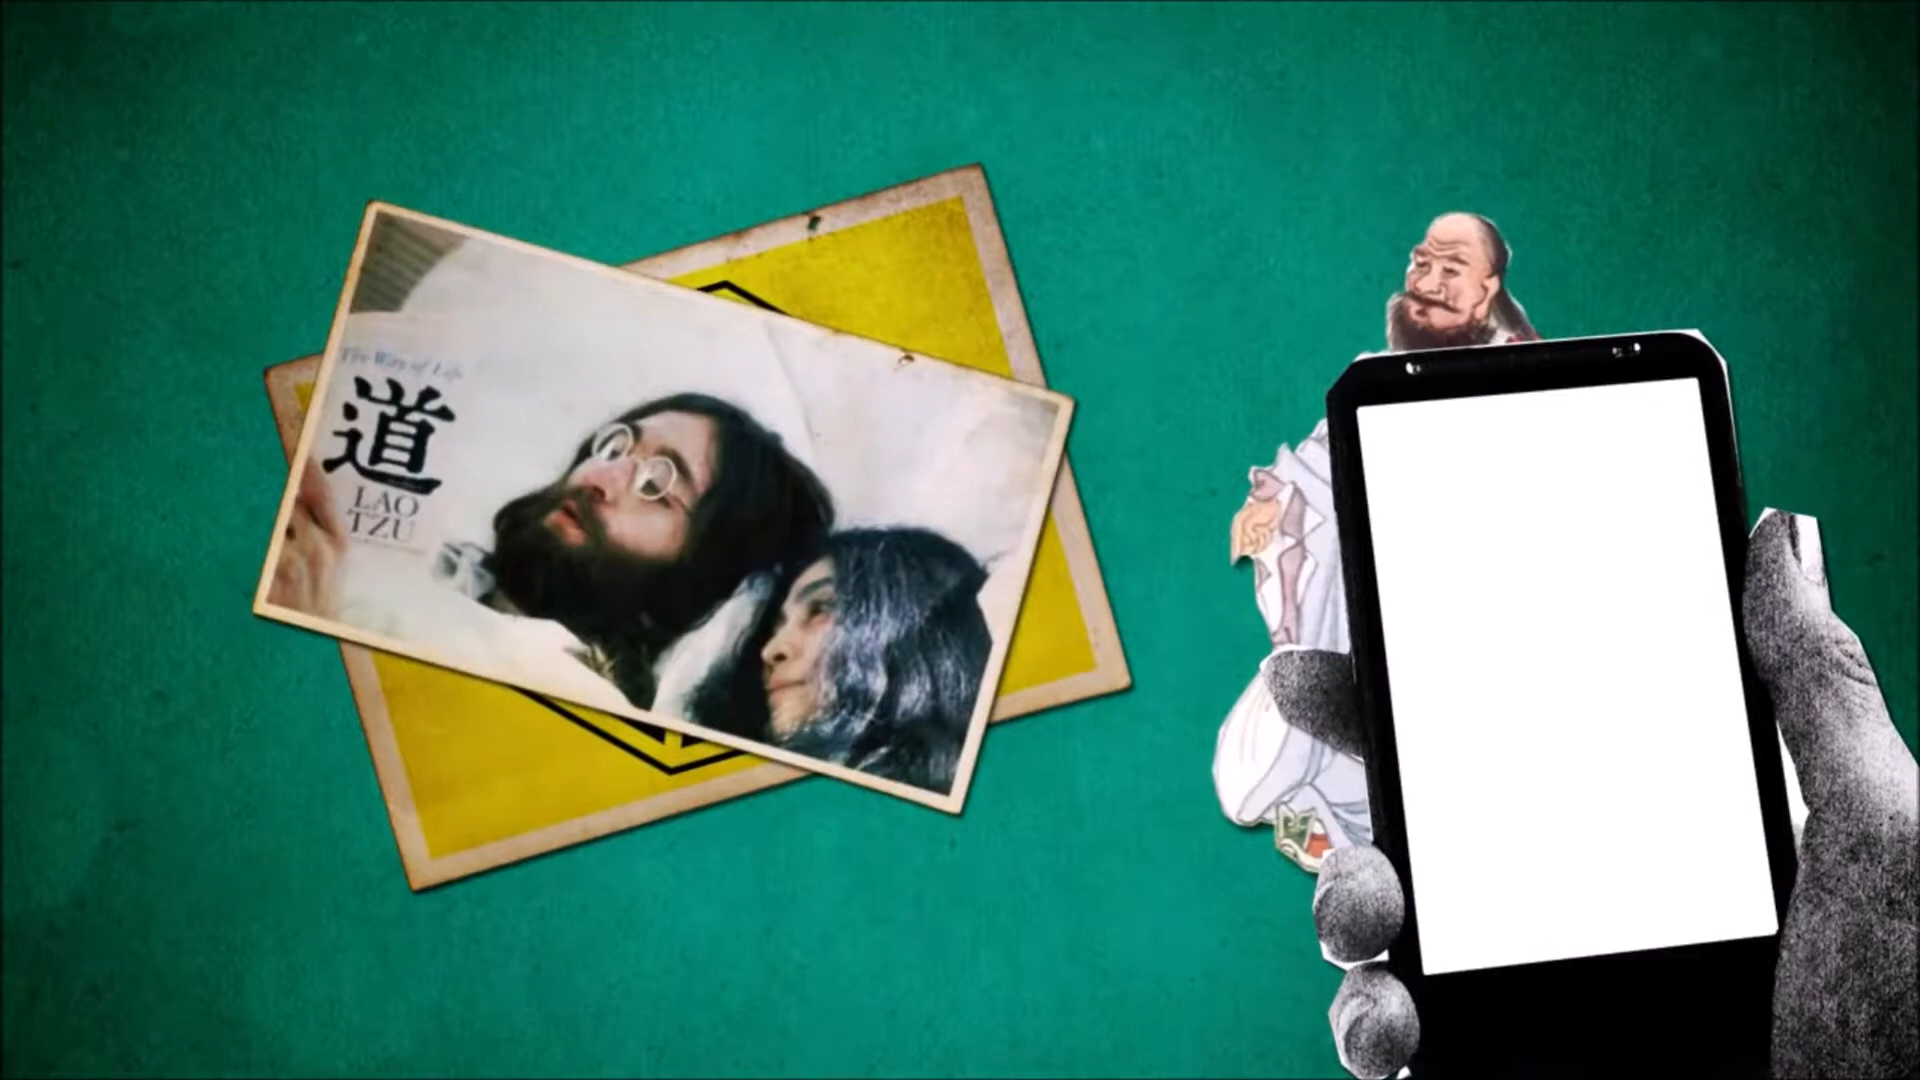 The Way of Life
道
LAO
TZU